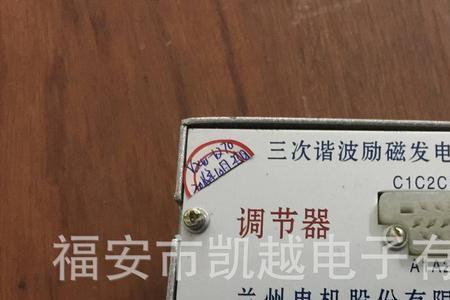 三次谐波励磁发电
C1C2C
调节器
福安市凯越电子有
兰州电机股份有限